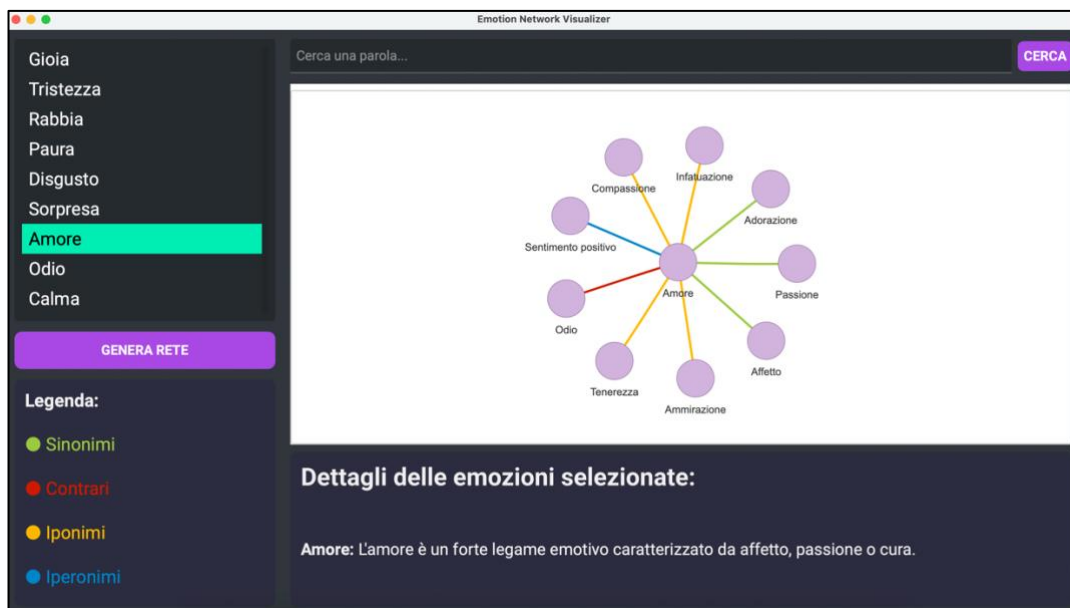 Emotion Network Visualizer
Gioia
Tristezza
Rabbia
Paura
Disgusto
Sorpresa
Amore
Odio
Calma
GENERA RETE
Legenda:
Sinonimi
Contrari
Iponimi
Iperonimi
Cerca una parola...
CERCA
Infatuazione
Compassione
Adorazione
Sentimento positivo
Amore
Passione
Odio
Affetto
Tenerezza
Ammirazione
Dettagli delle emozioni selezionate:
Amore: L'amore è un forte legame emotivo caratterizzato da affetto, passione o cura.